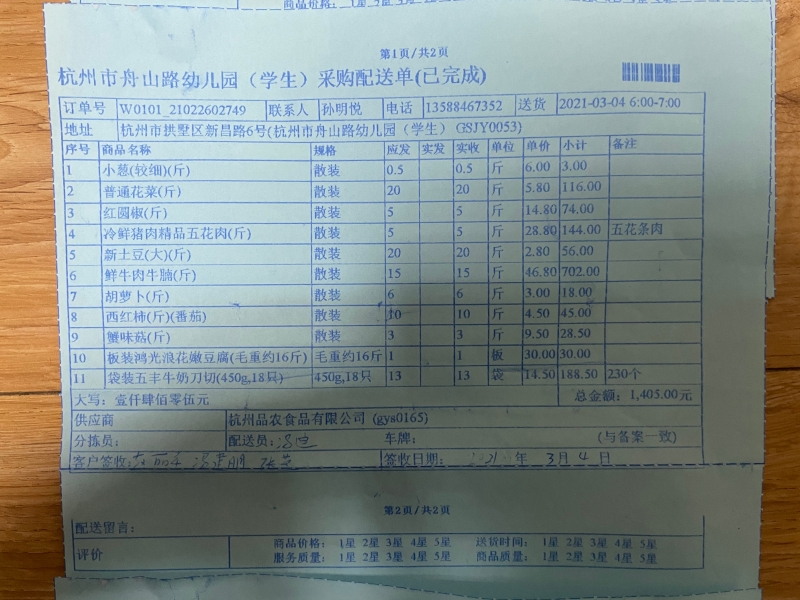 第1页/共2页
杭州市舟山路幼儿园（学生）采购配送单(已完成)
订单号 W0101_21022602749 联系人 孙明悦 电话 13588467352 送货 2021-03-04 6:00-7:00
地址 杭州市拱墅区新昌路6号(杭州市舟山路幼儿园（学生） GSJY0053)
序号 商品名称 规格 应发 实发 实收 单位 单价 小计 备注
1 小葱(较细)(斤) 散装 0.5 0.5 斤 6.00 3.00
2 普通花菜(斤) 散装 20 20 斤 5.80 116.00
3 红圆椒(斤) 散装 5 5 斤 14.80 74.00
4 冷鲜猪肉精品五花肉(斤) 散装 5 5 斤 28.80 144.00 五花条肉
5 新土豆(大)(斤) 散装 20 20 斤 2.80 56.00
6 鲜牛肉牛腩(斤) 散装 15 15 斤 46.80 702.00
7 胡萝卜(斤) 散装 6 6 斤 3.00 18.00
8 西红柿(斤)(番茄) 散装 10 10 斤 4.50 45.00
9 蟹味菇(斤) 散装 3 3 斤 9.50 28.50
10 板装鸿光浪花嫩豆腐(毛重约16斤) 毛重约16斤 1 1 板 30.00 30.00
11 袋装五丰牛奶刀切(450g,18只) 450g,18只 13 13 袋 14.50 188.50 230个
大写: 壹仟肆佰零伍元 总金额: 1,405.00元
供应商 杭州品农食品有限公司 (gys0165)
分拣员: 配送员: 车牌: (与备案一致)
客户签收: 签收日期: 2021年 3月 4日
第2页/共2页
配送留言:
评价 商品价格: 1星 2星 3星 4星 5星 送货时间: 1星 2星 3星 4星 5星
服务质量: 1星 2星 3星 4星 5星 商品质量: 1星 2星 3星 4星 5星